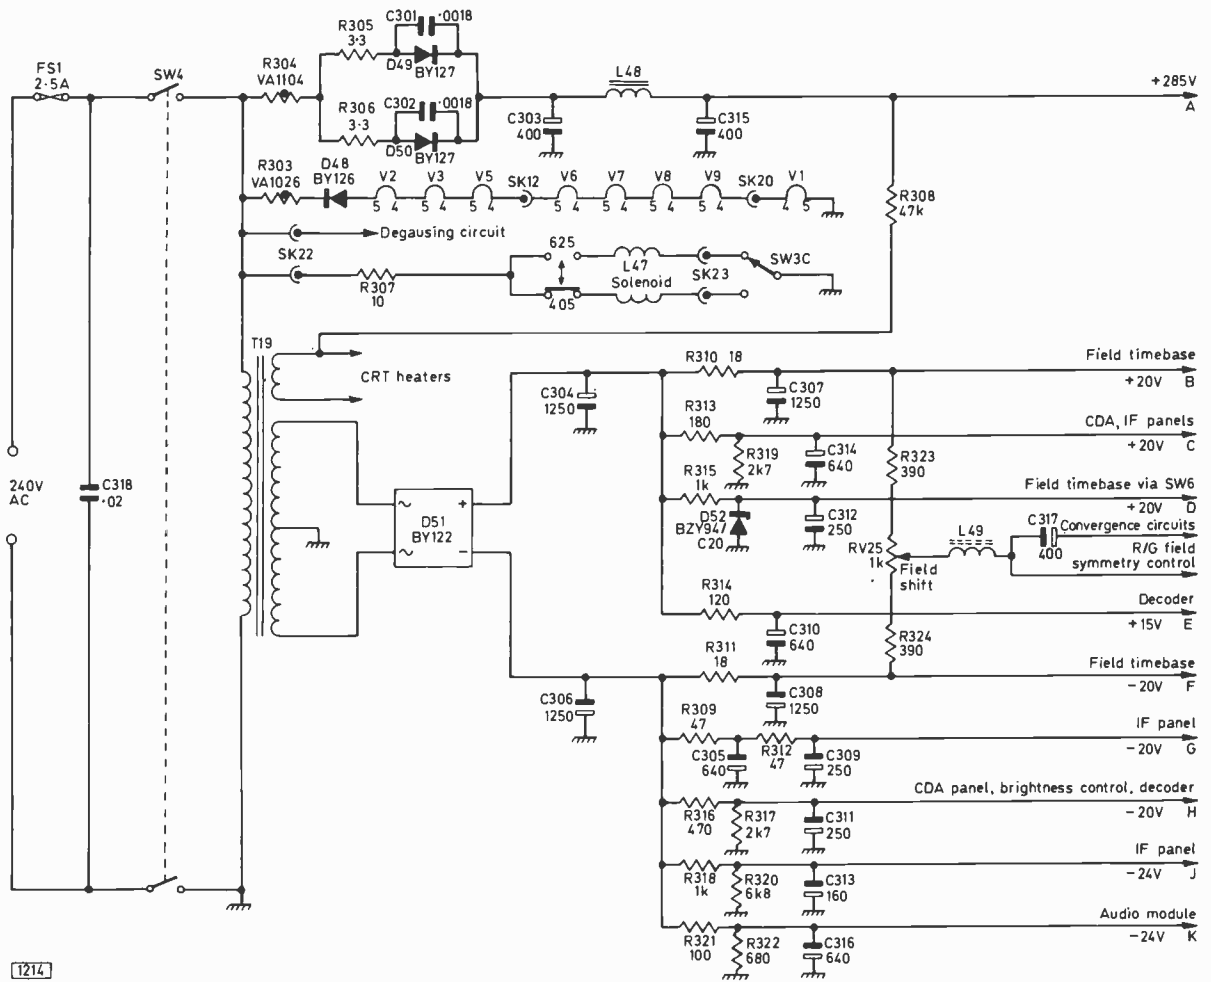 FS1
2·5A
SW4
R304
VA1104
R305
3·3
C301
·0018
D49
BY127
R306
3·3
C302
·0018
D50
BY127
C303
400
L48
C315
400
+285V
A
R303
VA1026
D48
BY126
V2
5 4
V3
5 4
V5
5 4
SK12
V6
5 4
V7
5 4
V8
5 4
V9
5 4
SK20
V1
4 5
R308
47k
Degausing circuit
SK22
R307
10
625
405
L47
Solenoid
SK23
SW3C
T19
CRT heaters
240V
AC
C318
·02
D51
BY122
~
~
+
−
C304
1250
R310 18
C307
1250
Field timebase
+20V B
R313
180
R319
2k7
C314
640
CDA, IF panels
+20V C
R323
390
R315
1k
D52
BZY947
C20
C312
250
Field timebase via SW6
+20V D
RV25
1k
Field
shift
L49
C317
400
Convergence circuits
R/G field
symmetry control
R314
120
C310
640
Decoder
+15V E
R324
390
C306
1250
R311
18
C308
1250
Field timebase
−20V F
R309
47
C305
640
R312
47
C309
250
IF panel
−20V G
R316
470
R317
2k7
C311
250
CDA panel, brightness control, decoder
−20V H
R318
1k
R320
6k8
C313
160
IF panel
−24V J
R321
100
R322
680
C316
640
Audio module
−24V K
1214